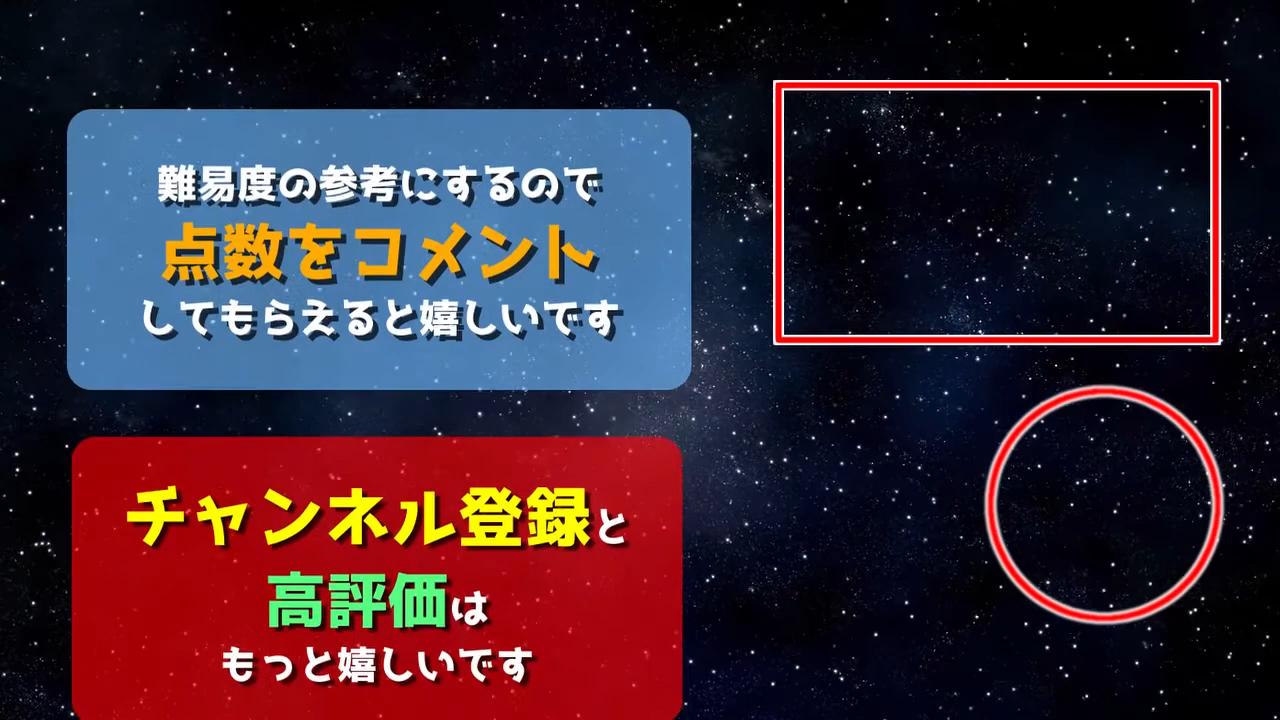 難易度の参考にするので
点数をコメント
してもらえると嬉しいです
チャンネル登録と
高評価は
もっと嬉しいです